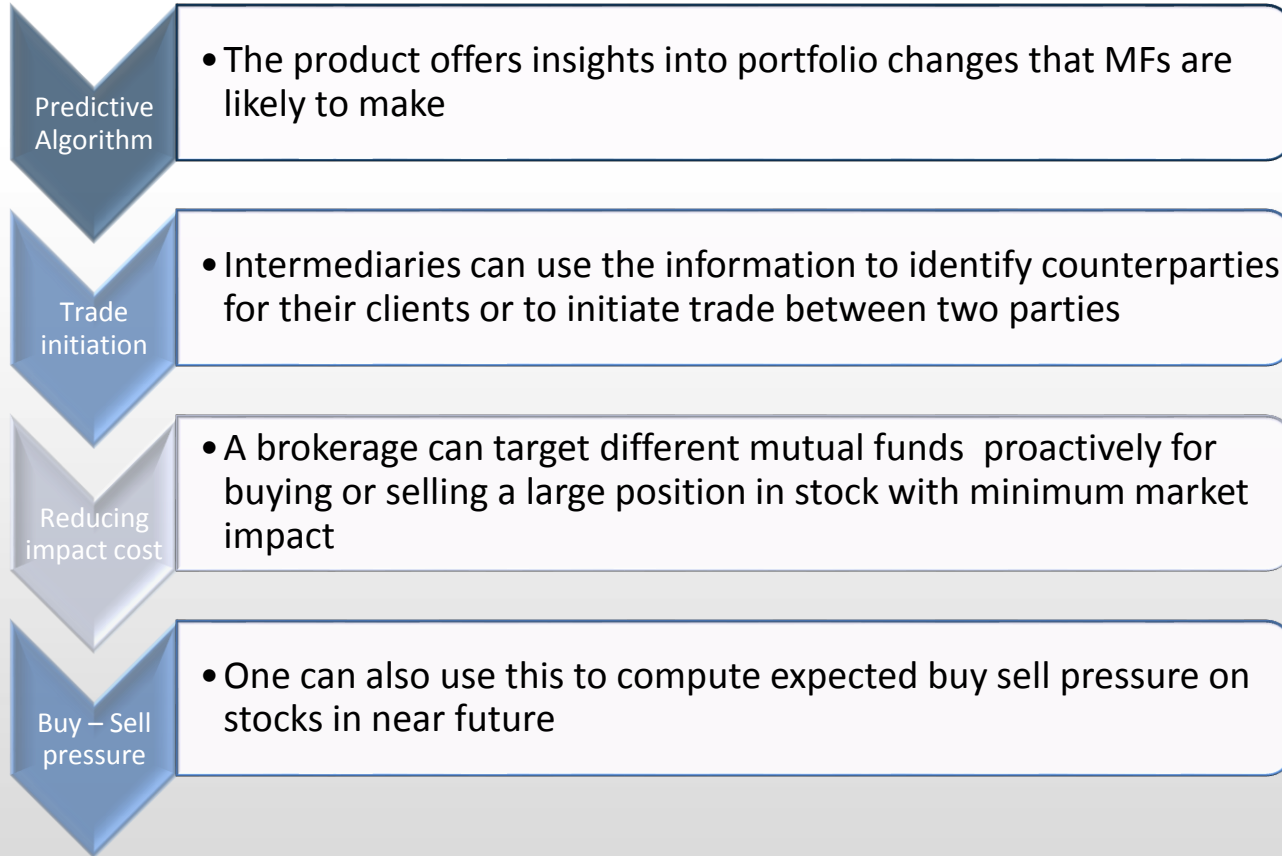 Predictive
Algorithm
• The product offers insights into portfolio changes that MFs are
likely to make
Trade
initiation
• Intermediaries can use the information to identify counterparties
for their clients or to initiate trade between two parties
Reducing
impact cost
• A brokerage can target different mutual funds  proactively for
buying or selling a large position in stock with minimum market
impact
Buy – Sell
pressure
• One can also use this to compute expected buy sell pressure on
stocks in near future